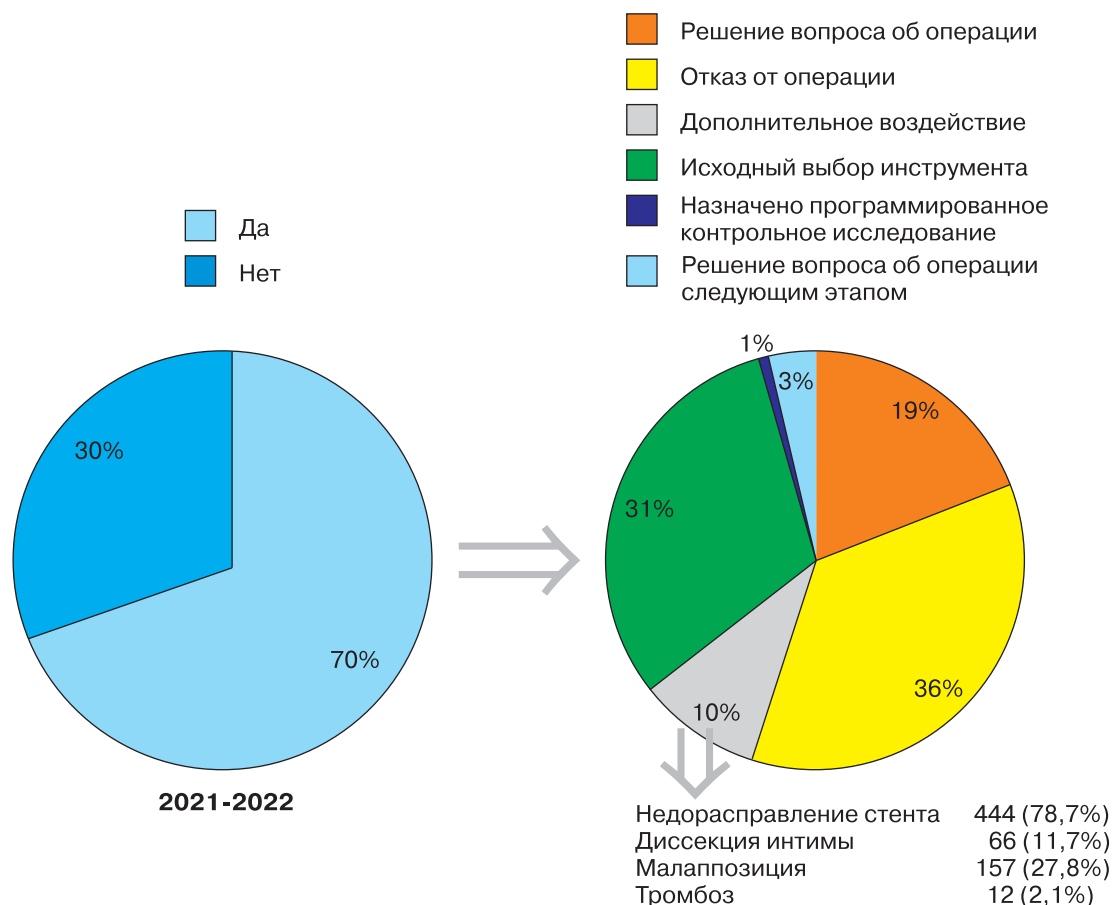 Решение вопроса об операции
Отказ от операции
Дополнительное воздействие
Исходный выбор инструмента
Назначено программированное
контрольное исследование
Решение вопроса об операции
следующим этапом
Да
Нет
30%
70%
2021-2022
1%
3%
19%
31%
36%
10%
Недорасправление стента 444 (78,7%)
Диссекция интимы 66 (11,7%)
Малаппозиция 157 (27,8%)
Тромбоз 12 (2,1%)